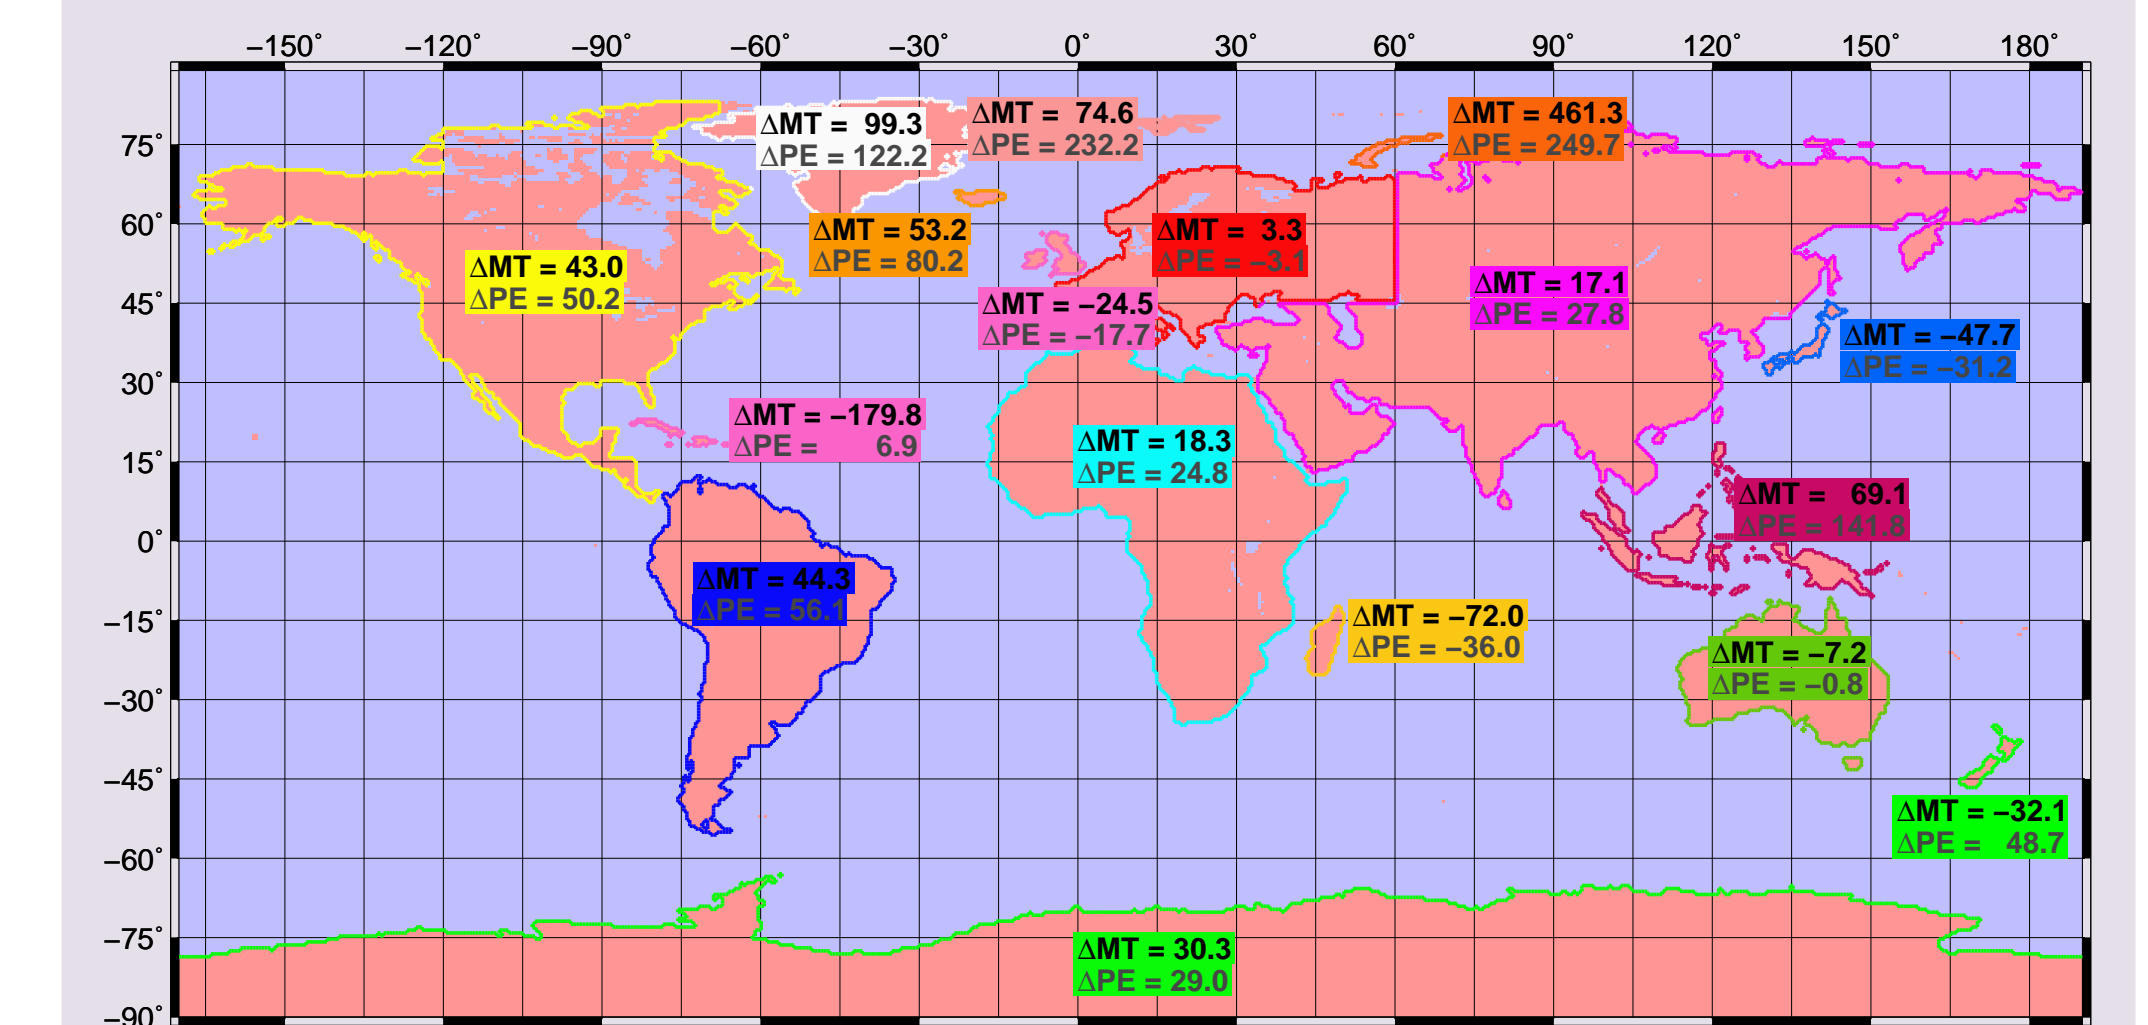 −150° −120° −90° −60° −30° 0° 30° 60° 90° 120° 150° 180°
75°
60°
45°
30°
15°
0°
−15°
−30°
−45°
−60°
−75°
−90°
ΔMT = 99.3
ΔPE = 122.2
ΔMT = 74.6
ΔPE = 232.2
ΔMT = 461.3
ΔPE = 249.7
ΔMT = 53.2
ΔPE = 80.2
ΔMT = 3.3
ΔPE = −3.1
ΔMT = 43.0
ΔPE = 50.2
ΔMT = 17.1
ΔPE = 27.8
ΔMT = −24.5
ΔPE = −17.7
ΔMT = −47.7
ΔPE = −31.2
ΔMT = −179.8
ΔPE = 6.9
ΔMT = 18.3
ΔPE = 24.8
ΔMT = 69.1
ΔPE = 141.8
ΔMT = 44.3
ΔPE = 56.1
ΔMT = −72.0
ΔPE = −36.0
ΔMT = −7.2
ΔPE = −0.8
ΔMT = −32.1
ΔPE = 48.7
ΔMT = 30.3
ΔPE = 29.0